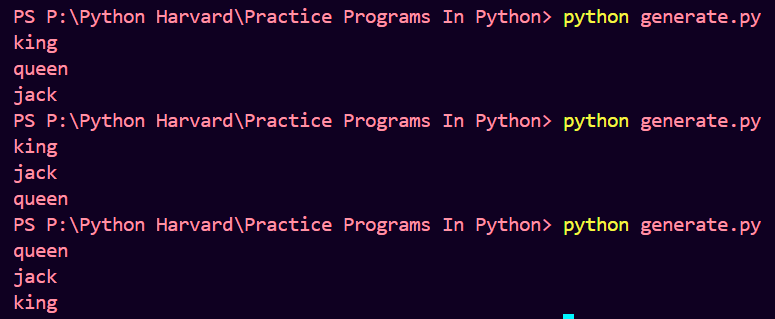 PS P:\Python Harvard\Practice Programs In Python> python generate.py
king
queen
jack
PS P:\Python Harvard\Practice Programs In Python> python generate.py
king
jack
queen
PS P:\Python Harvard\Practice Programs In Python> python generate.py
queen
jack
king